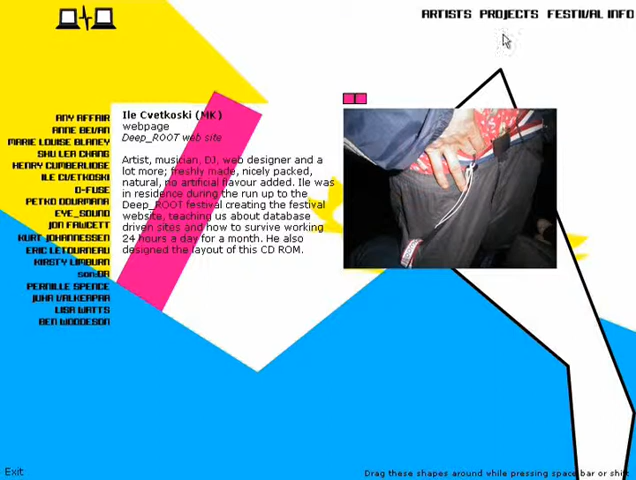 ARTISTS PROJECTS FESTIVAL INFO
ANY AFFAIR
ANNE BEVAN
MARIE LOUISE BLANEY
SHU LEA CHANG
HENRY CUMBERLIDGE
ILE CVETKOSKI
D-FUSE
PETKO DOURMANA
EYE_SOUND
JON FAWCETT
KURT JOHANNESSEN
ERIC LETOURNEAU
KIRSTY LIMBURN
son:DA
PERNILLE SPENCE
JUHA VALKEAPAA
LISA WATTS
BEN WOODESON
Ile Cvetkoski (MK)
webpage
Deep_ROOT web site
Artist, musician, DJ, web designer and a
lot more; freshly made, nicely packed,
natural, no artificial flavour added. Ile was
in residence during the run up to the
Deep_ROOT festival creating the festival
website, teaching us about database
driven sites and how to survive working
24 hours a day for a month. He also
designed the layout of this CD ROM.
Exit
Drag these shapes around while pressing space bar or shift